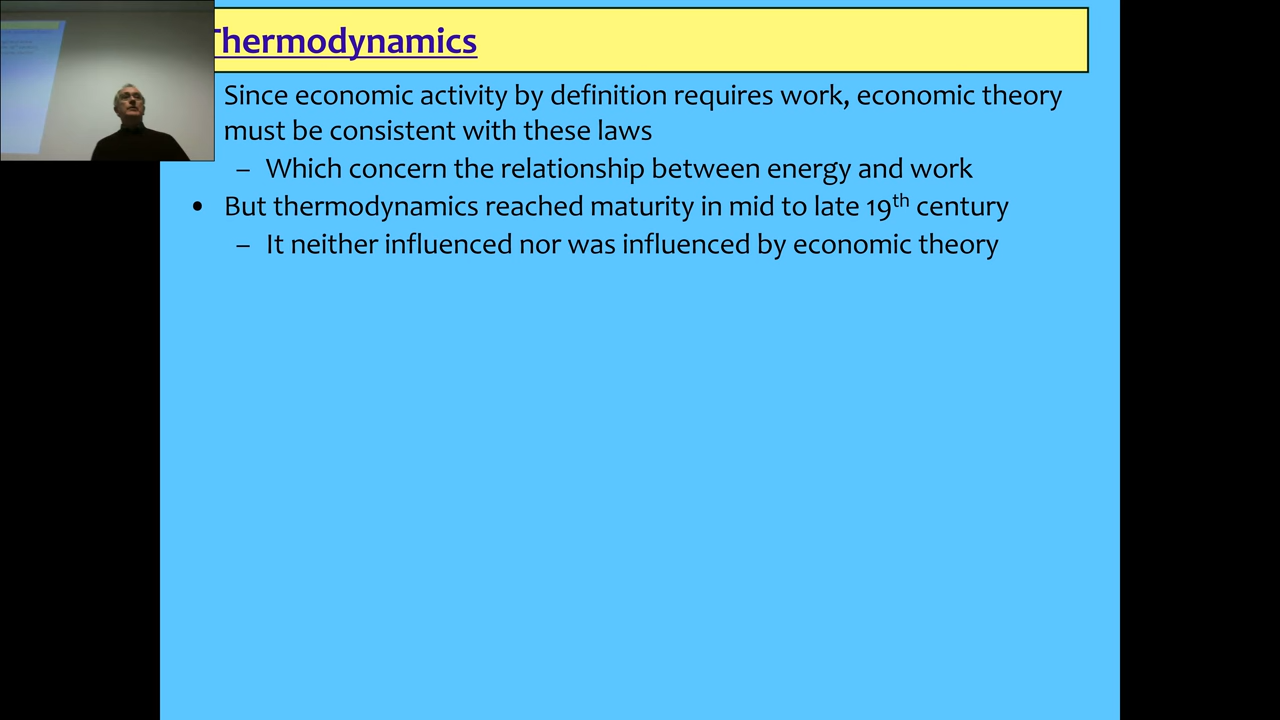 Thermodynamics
Since economic activity by definition requires work, economic theory
must be consistent with these laws
– Which concern the relationship between energy and work
• But thermodynamics reached maturity in mid to late 19th century
– It neither influenced nor was influenced by economic theory